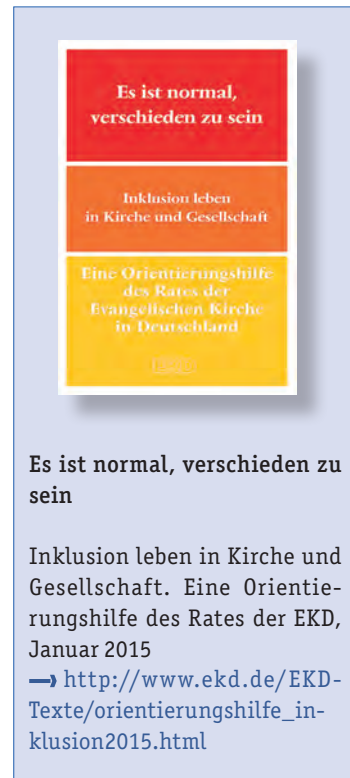 Es ist normal,
verschieden zu sein
Inklusion leben
in Kirche und Gesellschaft
Eine Orientierungshilfe
des Rates der
Evangelischen Kirche
in Deutschland
Es ist normal, verschieden zu
sein
Inklusion leben in Kirche und
Gesellschaft. Eine Orientie-
rungshilfe des Rates der EKD,
Januar 2015
http://www.ekd.de/EKD-
Texte/orientierungshilfe_in-
klusion2015.html